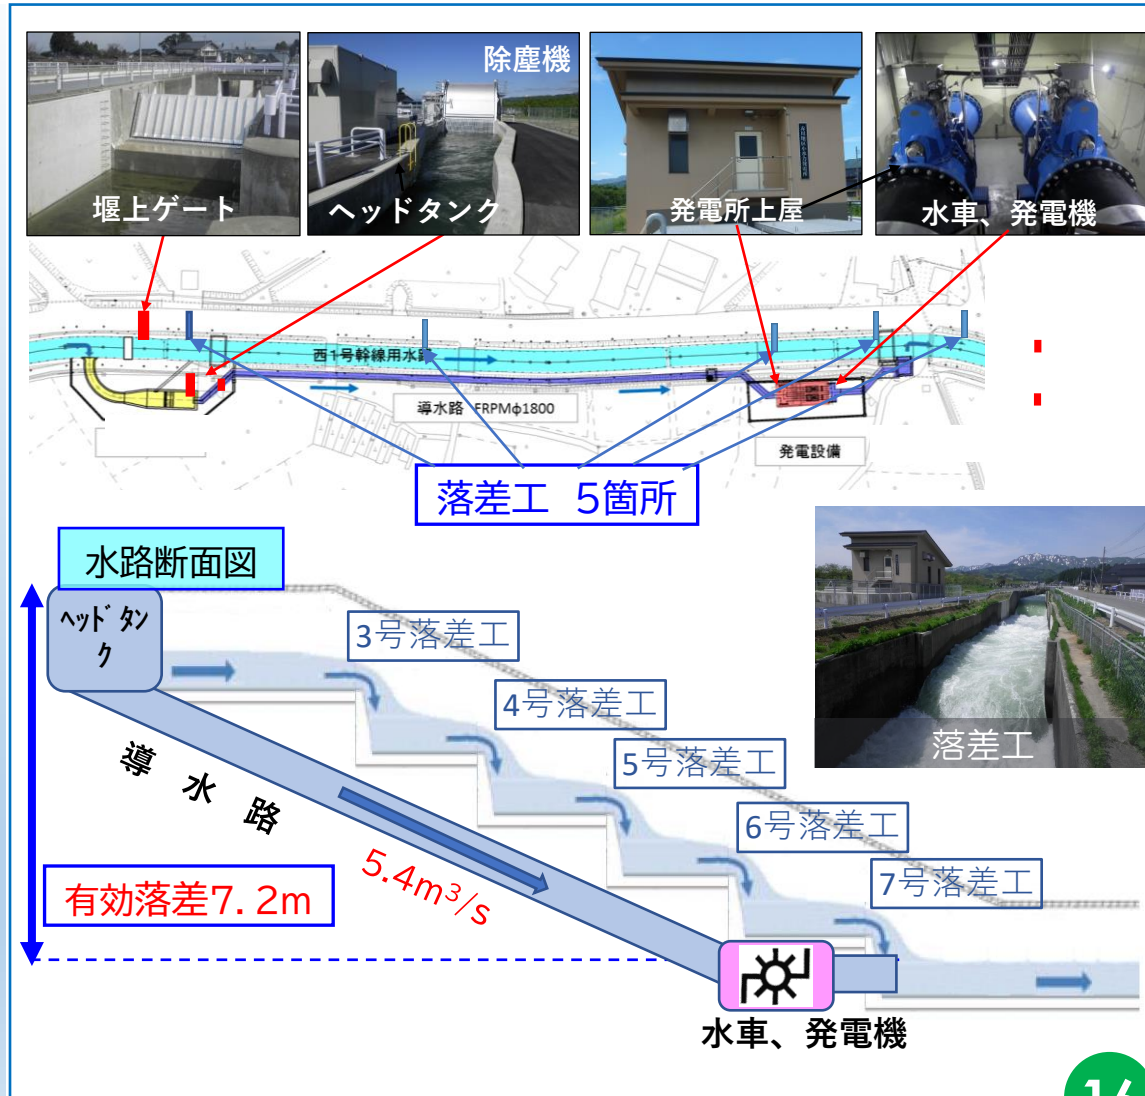 除塵機
堰上ゲート
ヘッドタンク
発電所上屋
水車、発電機
西1号幹線用水路
導水路 FRPMφ1800
発電設備
落差工 5箇所
水路断面図
ヘッドタン
ク
3号落差工
4号落差工
5号落差工
6号落差工
7号落差工
落差工
導水路
5.4m³/s
有効落差7.2m
水車、発電機